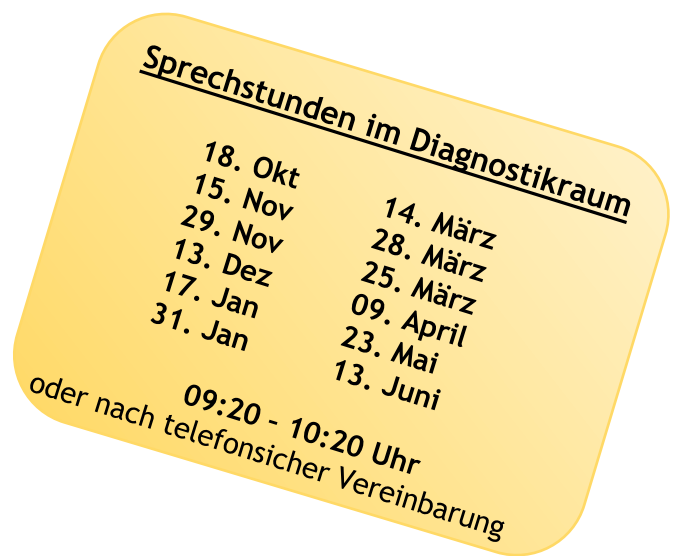 Sprechstunden im Diagnostikraum
18. Okt
15. Nov
29. Nov
13. Dez
17. Jan
31. Jan
14. März
28. März
25. März
09. April
23. Mai
13. Juni
09:20 - 10:20 Uhr
oder nach telefonsicher Vereinbarung